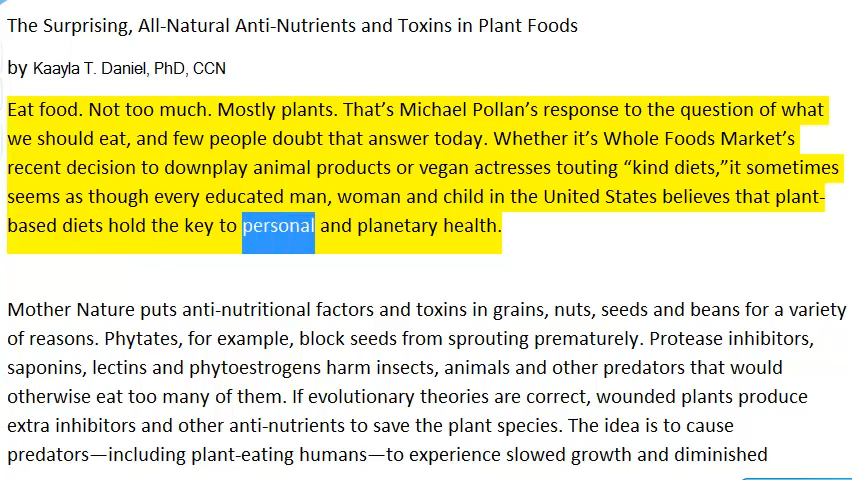 The Surprising, All-Natural Anti-Nutrients and Toxins in Plant Foods
by Kaayla T. Daniel, PhD, CCN
Eat food. Not too much. Mostly plants. That’s Michael Pollan’s response to the question of what
we should eat, and few people doubt that answer today. Whether it’s Whole Foods Market’s
recent decision to downplay animal products or vegan actresses touting “kind diets,”it sometimes
seems as though every educated man, woman and child in the United States believes that plant-
based diets hold the key to personal and planetary health.
Mother Nature puts anti-nutritional factors and toxins in grains, nuts, seeds and beans for a variety
of reasons. Phytates, for example, block seeds from sprouting prematurely. Protease inhibitors,
saponins, lectins and phytoestrogens harm insects, animals and other predators that would
otherwise eat too many of them. If evolutionary theories are correct, wounded plants produce
extra inhibitors and other anti-nutrients to save the plant species. The idea is to cause
predators—including plant-eating humans—to experience slowed growth and diminished